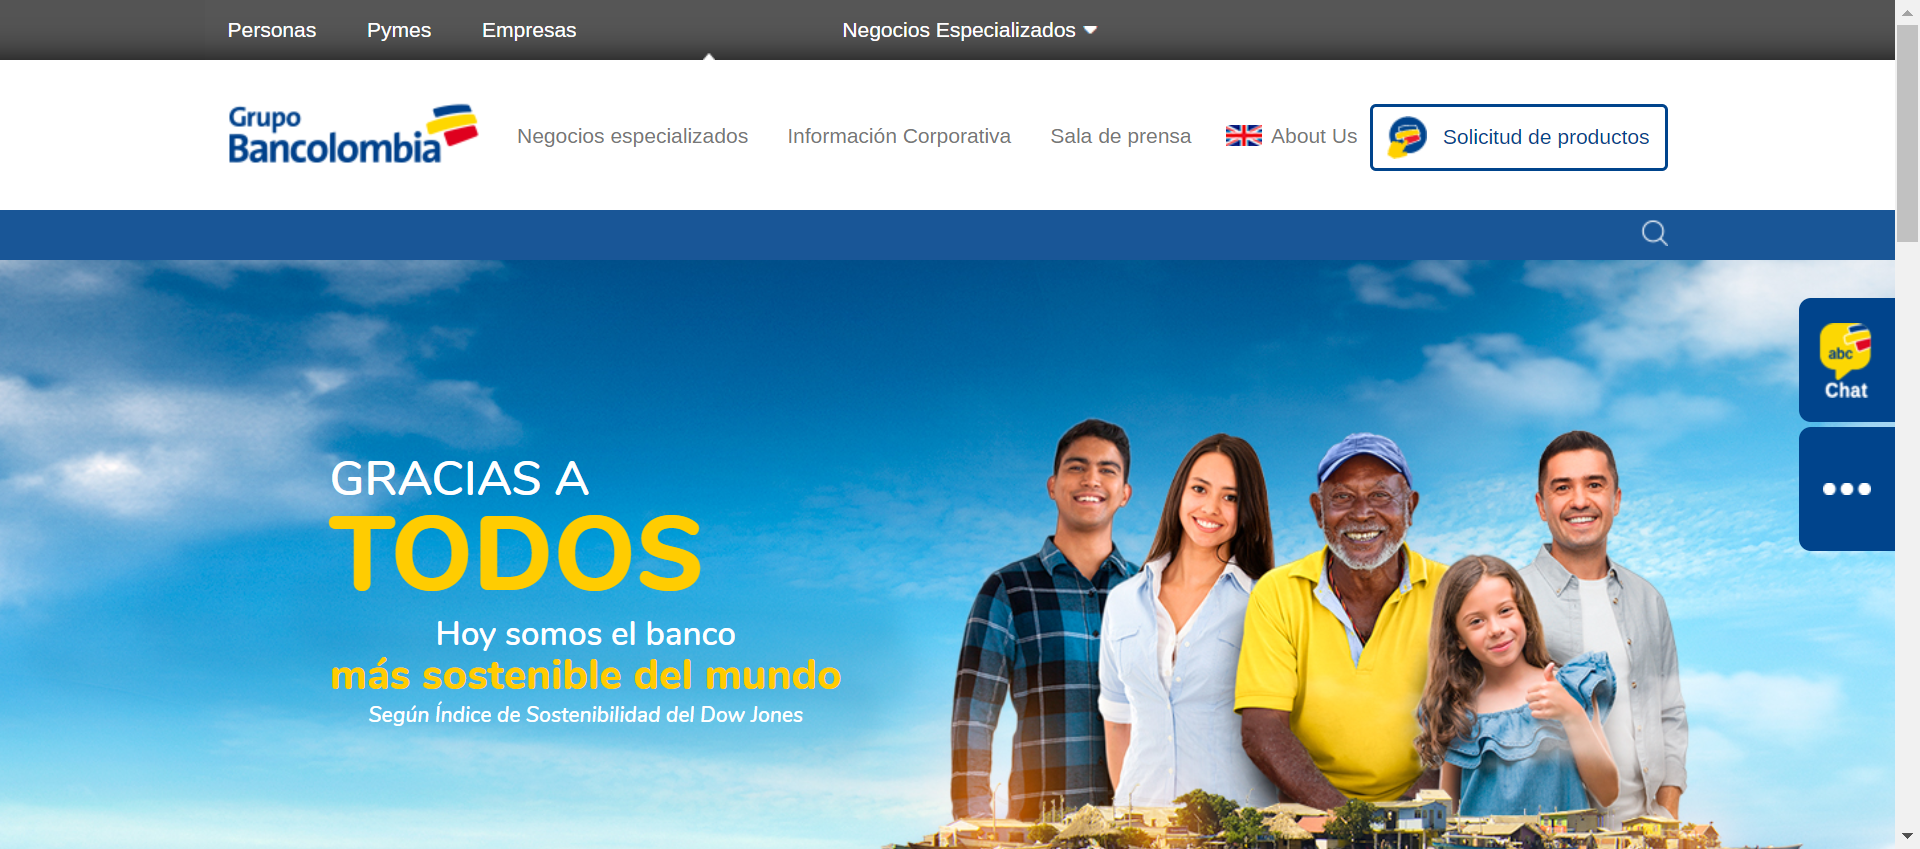 Personas Pymes Empresas Negocios Especializados
Grupo
Bancolombia
Negocios especializados Información Corporativa Sala de prensa About Us Solicitud de productos
abc
Chat
GRACIAS A
TODOS
Hoy somos el banco
más sostenible del mundo
Según Índice de Sostenibilidad del Dow Jones